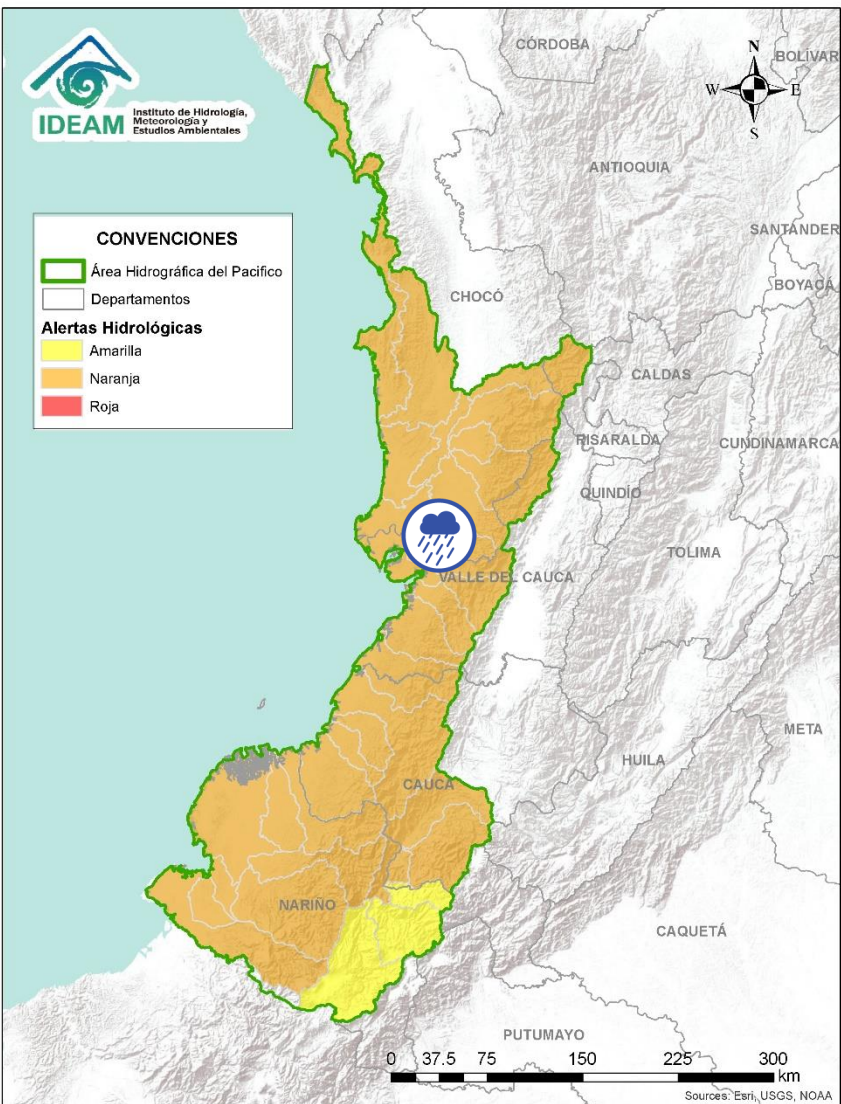 IDEAM
Instituto de Hidrología,
Meteorología y
Estudios Ambientales
N
W E
S
CÓRDOBA
BOLÍVAR
ANTIOQUIA
SANTANDER
BOYACÁ
CHOCÓ
CALDAS
RISARALDA
CUNDINAMARCA
QUINDÍO
TOLIMA
VALLE DEL CAUCA
META
HUILA
CAUCA
NARIÑO
CAQUETÁ
PUTUMAYO
CONVENCIONES
Área Hidrográfica del Pacifico
Departamentos
Alertas Hidrológicas
Amarilla
Naranja
Roja
0 37.5 75 150 225 300
km
Sources: Esri, USGS, NOAA